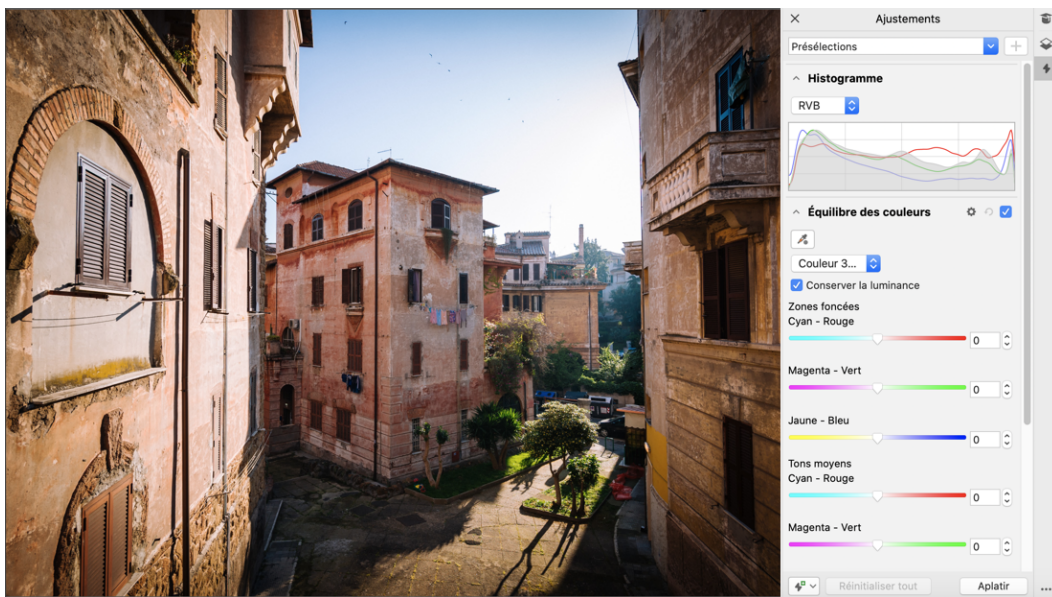 Ajustements
Présélections
Histogramme
RVB
Équilibre des couleurs
Couleur 3...
Conserver la luminance
Zones foncées
Cyan - Rouge
0
Magenta - Vert
0
Jaune - Bleu
0
Tons moyens
Cyan - Rouge
0
Magenta - Vert
0
Réinitialiser tout
Aplatir